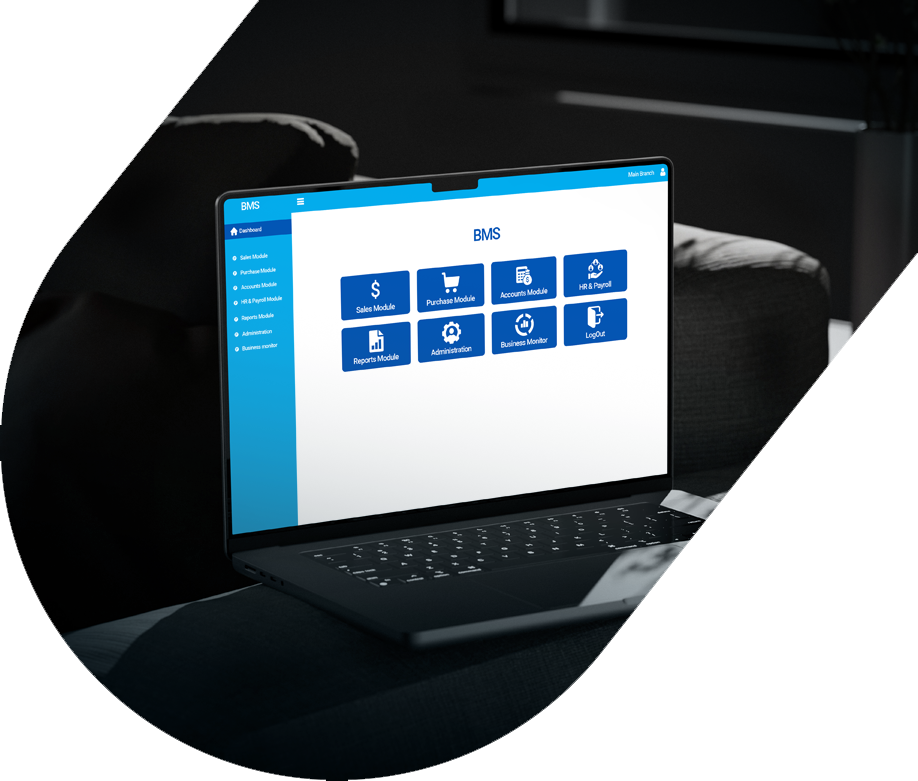 BMS
Main Branch
Dashboard
Sales Module
Purchase Module
Accounts Module
HR & Payroll Module
Reports Module
Administration
Business monitor
BMS
Sales Module
Purchase Module
Accounts Module
HR & Payroll
Reports Module
Administration
Business Monitor
LogOut